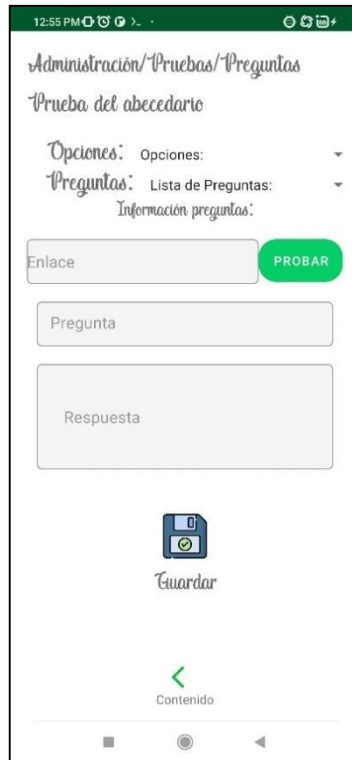 12:55 PM
Administración/Pruebas/Preguntas
Prueba del abecedario
Opciones: Opciones:
Preguntas: Lista de Preguntas:
Información preguntas:
Enlace PROBAR
Pregunta
Respuesta
Guardar
Contenido